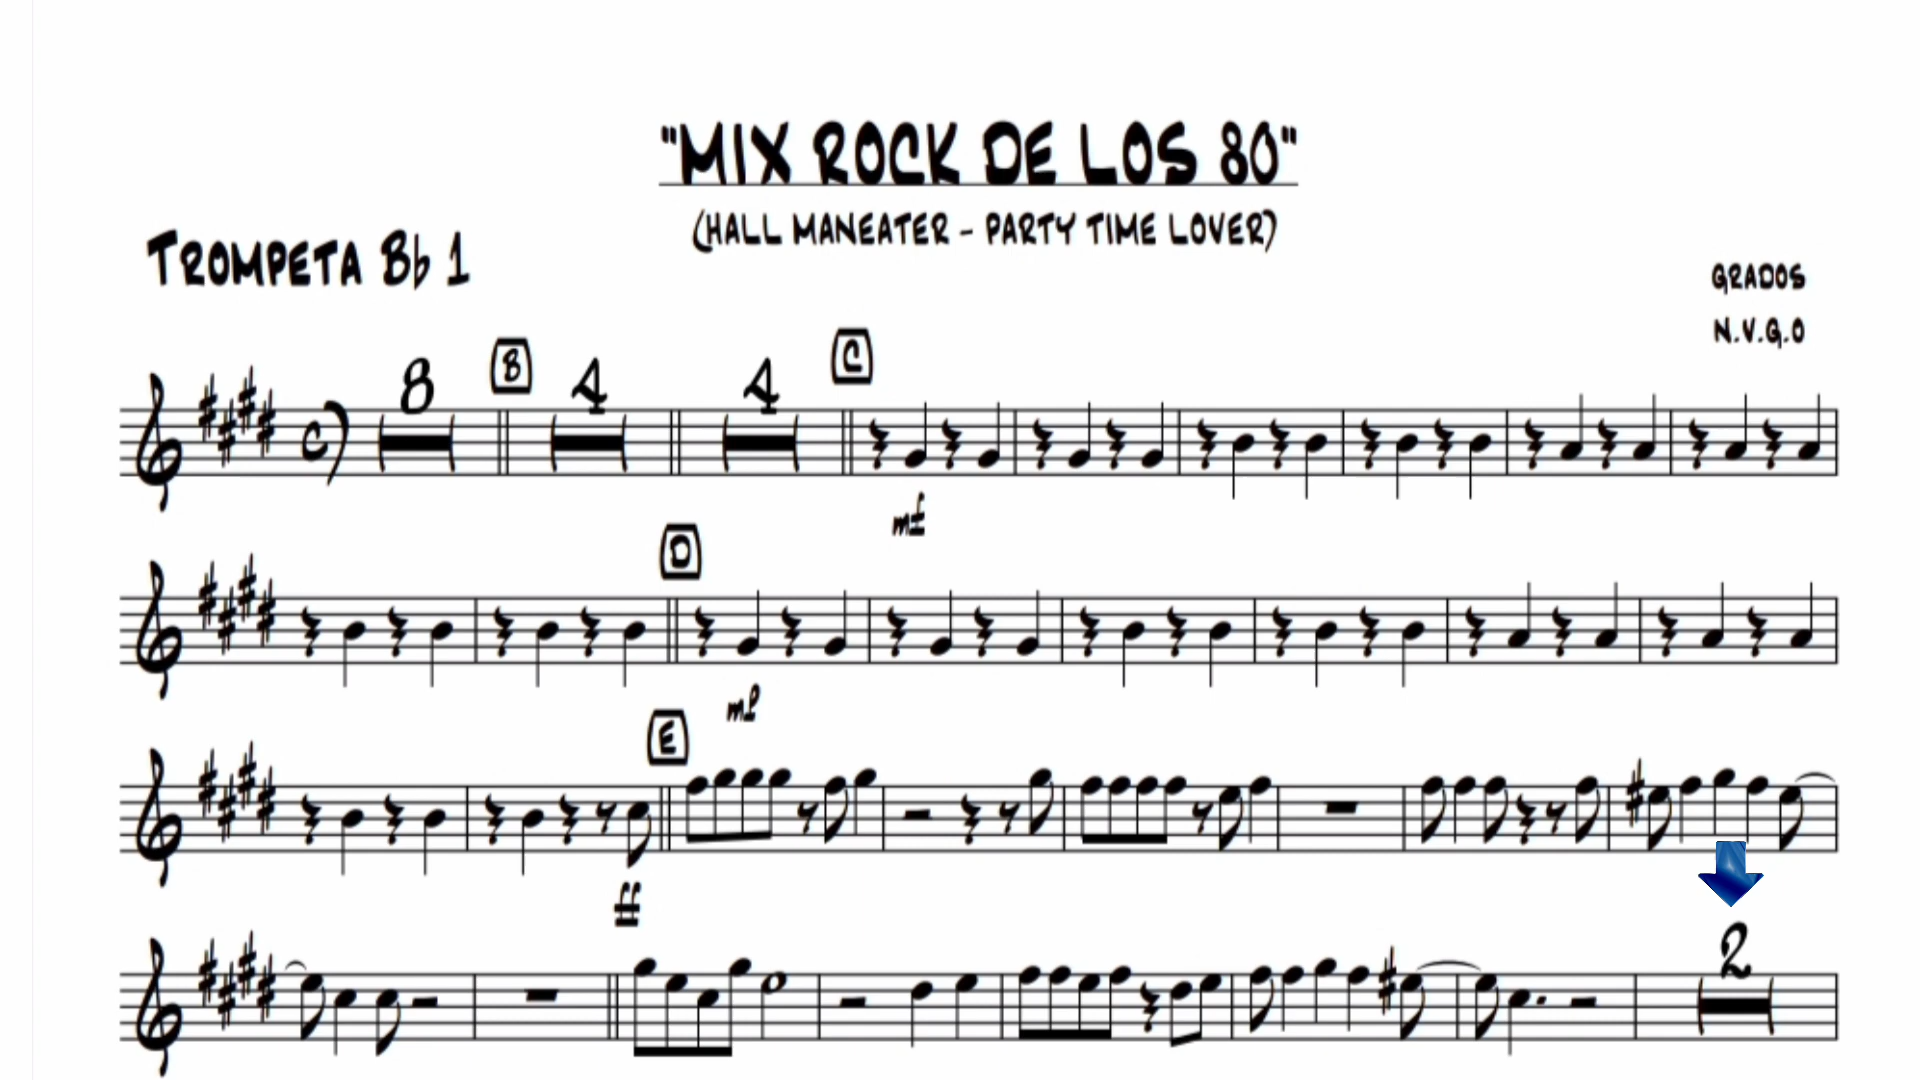 "MIX ROCK DE LOS 80"
(HALL MANEATER - PARTY TIME LOVER)
TROMPETA Bb 1
GRADOS
N.V.G.O
8 B 4 4 C
mf
D
mf
E
ff
2